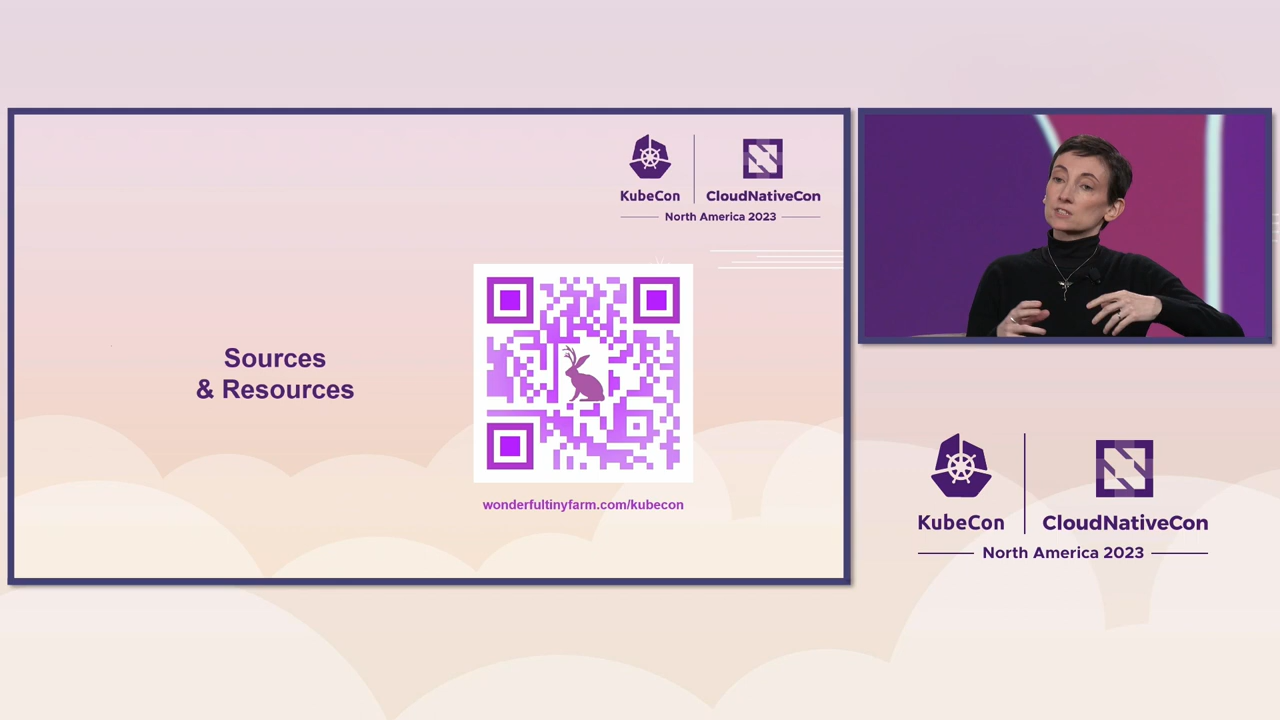 KubeCon
CloudNativeCon
North America 2023
Sources
& Resources
wonderfultinyfarm.com/kubecon
KubeCon
CloudNativeCon
North America 2023